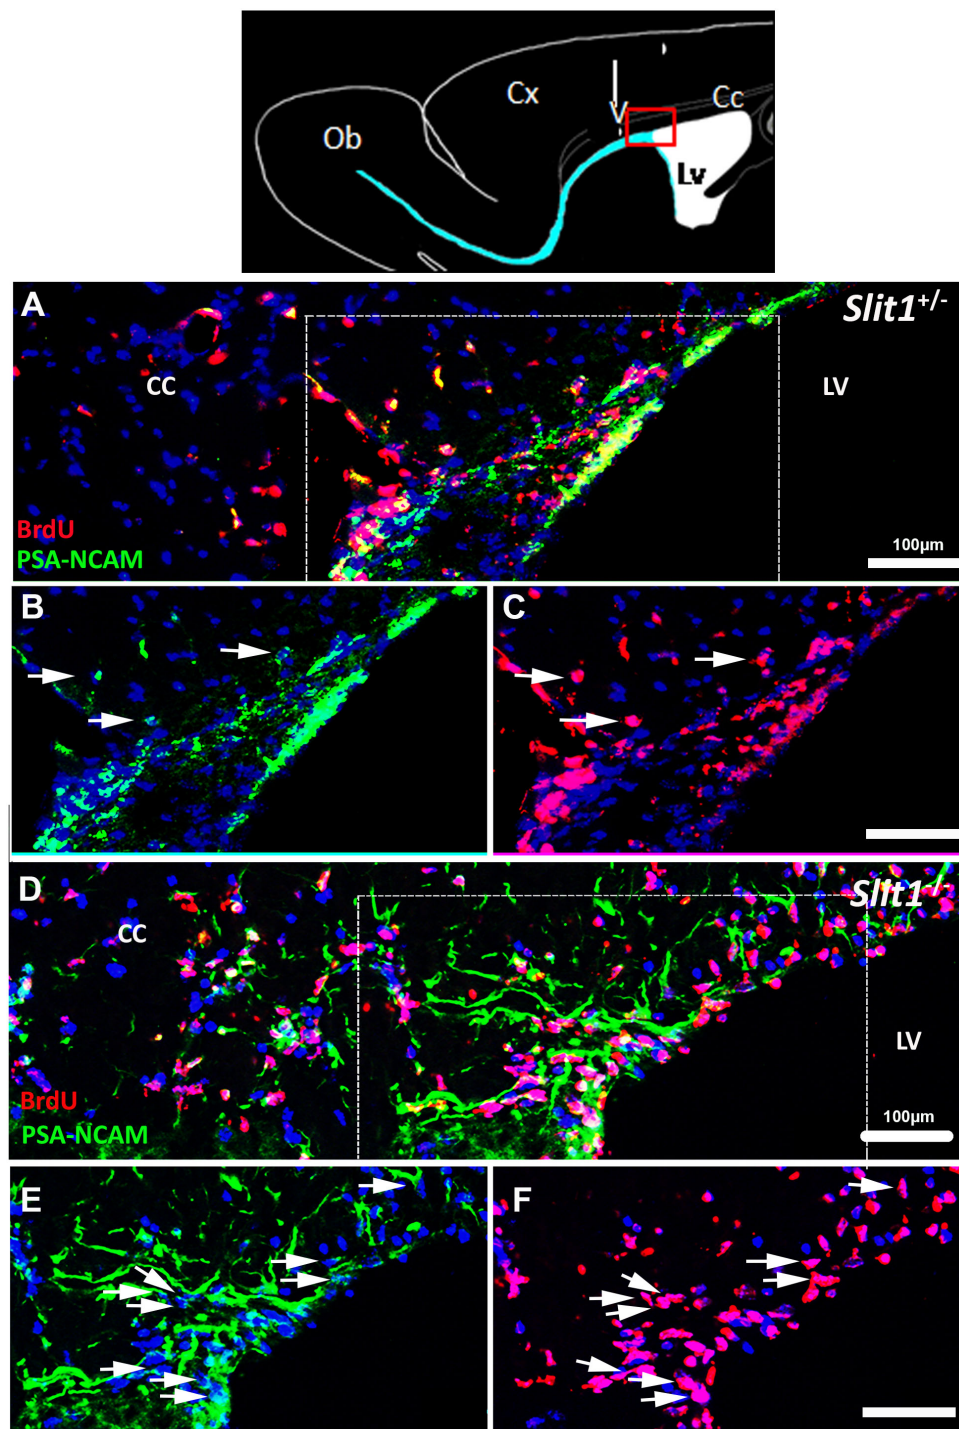 Cx
Cc
Ob
V
Lv
A
Slit1+/-
CC
LV
BrdU
PSA-NCAM
100μm
B
C
D
Slit1-/-
CC
LV
BrdU
PSA-NCAM
100μm
E
F